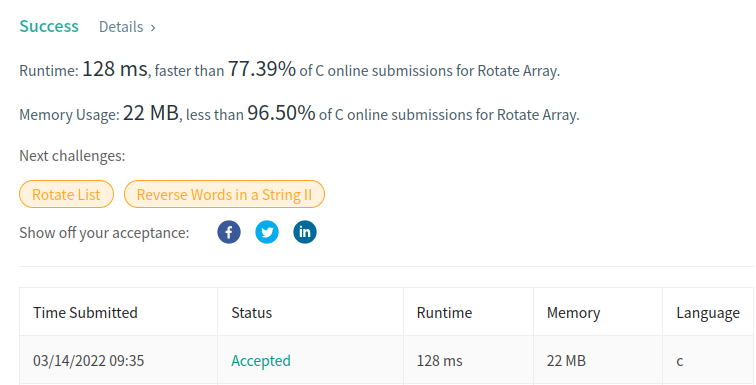 Success Details ›
Runtime: 128 ms, faster than 77.39% of C online submissions for Rotate Array.
Memory Usage: 22 MB, less than 96.50% of C online submissions for Rotate Array.
Next challenges:
Rotate List Reverse Words in a String II
Show off your acceptance: f in
Time Submitted Status Runtime Memory Language
03/14/2022 09:35 Accepted 128 ms 22 MB c